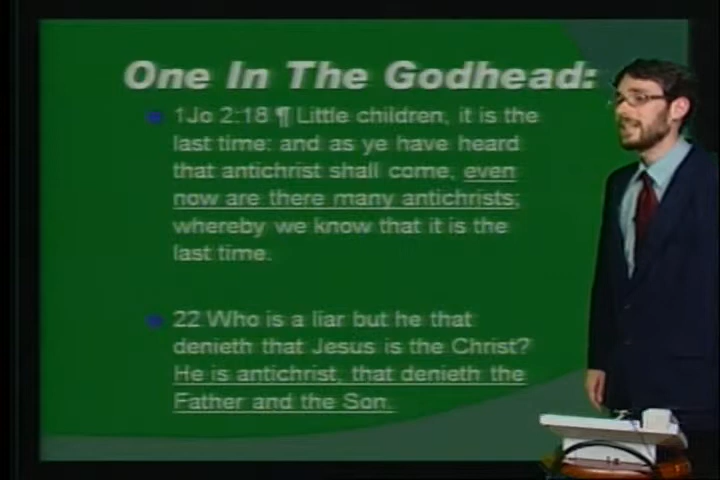 One In The Godhead:
1Jo 2:18 ¶ Little children, it is the
last time: and as ye have heard
that antichrist shall come, even
now are there many antichrists;
whereby we know that it is the
last time.
22 Who is a liar but he that
denieth that Jesus is the Christ?
He is antichrist, that denieth the
Father and the Son.